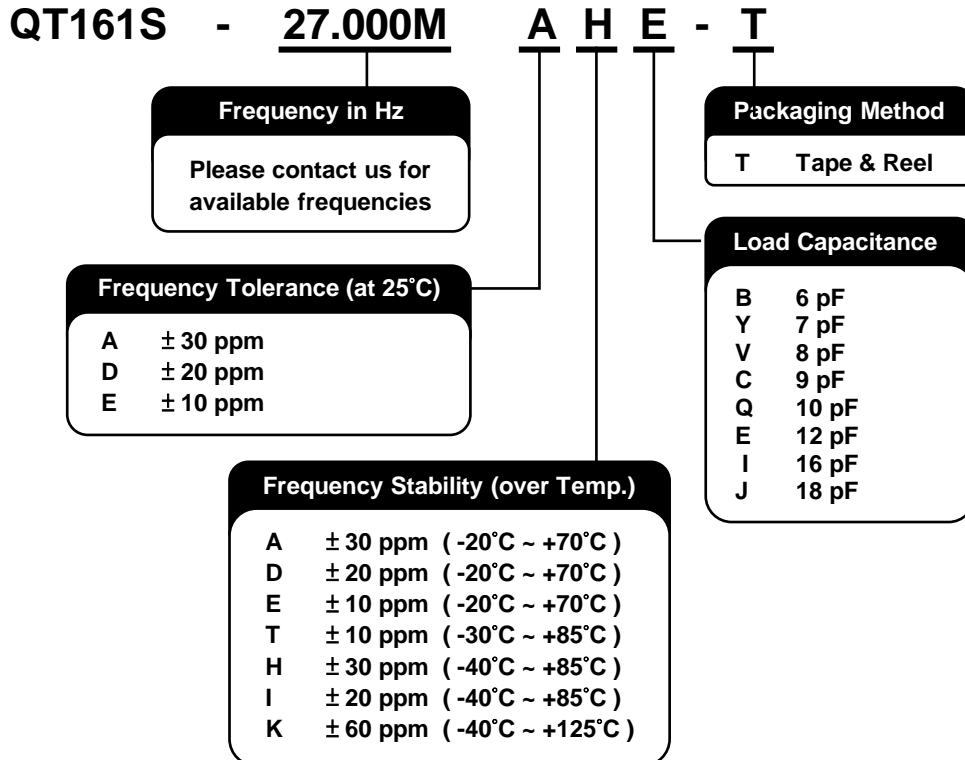 QT161S - 27.000M A H E - T
Frequency in Hz
Please contact us for
available frequencies
Packaging Method
T Tape & Reel
Load Capacitance
B 6 pF
Y 7 pF
V 8 pF
C 9 pF
Q 10 pF
E 12 pF
I 16 pF
J 18 pF
Frequency Tolerance (at 25°C)
A ± 30 ppm
D ± 20 ppm
E ± 10 ppm
Frequency Stability (over Temp.)
A ± 30 ppm ( -20°C ~ +70°C )
D ± 20 ppm ( -20°C ~ +70°C )
E ± 10 ppm ( -20°C ~ +70°C )
T ± 10 ppm ( -30°C ~ +85°C )
H ± 30 ppm ( -40°C ~ +85°C )
I ± 20 ppm ( -40°C ~ +85°C )
K ± 60 ppm ( -40°C ~ +125°C )